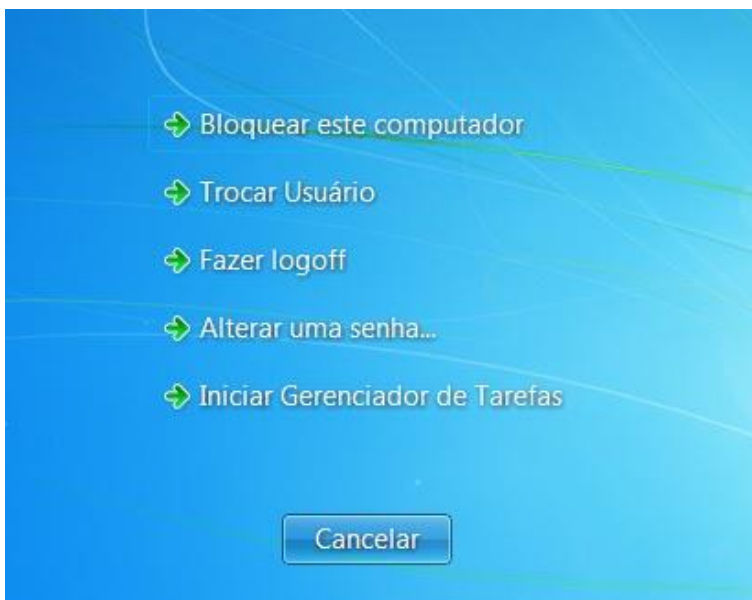 Bloquear este computador
Trocar Usuário
Fazer logoff
Alterar uma senha...
Iniciar Gerenciador de Tarefas
Cancelar